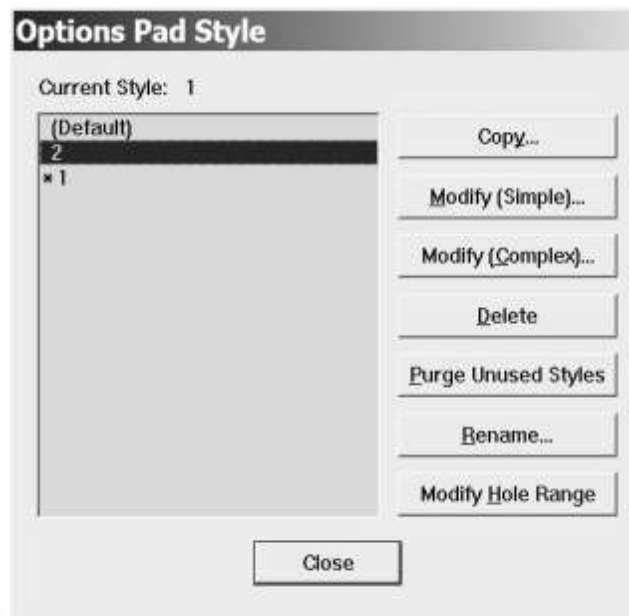 Options Pad Style
Current Style: 1
(Default)
2
* 1
Copy...
Modify (Simple)...
Modify (Complex)...
Delete
Purge Unused Styles
Rename...
Modify Hole Range
Close